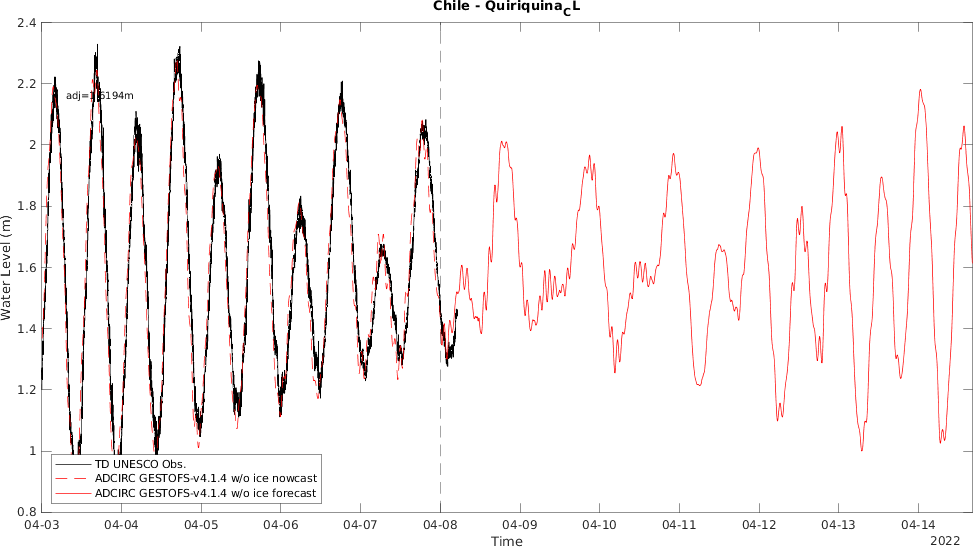 Chile - Quiriquina_CL
2.4
2.2
2
1.8
1.6
1.4
1.2
1
0.8
Water Level (m)
adj=1.6194m
TD UNESCO Obs.
ADCIRC GESTOFS-v4.1.4 w/o ice nowcast
ADCIRC GESTOFS-v4.1.4 w/o ice forecast
04-03 04-04 04-05 04-06 04-07 04-08 04-09 04-10 04-11 04-12 04-13 04-14
Time
2022